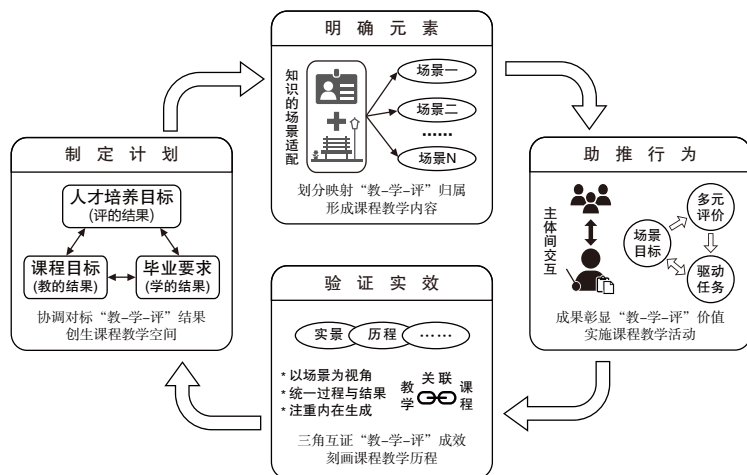 明确元素
知识的场景适配
场景一
场景二
……
场景N
划分映射“教–学–评”归属
形成课程教学内容
制定计划
人才培养目标
(评的结果)
课程目标
(教的结果)
毕业要求
(学的结果)
协调对标“教–学–评”结果
创生课程教学空间
助推行为
主体间交互
多元
评价
场景
目标
驱动
任务
成果彰显“教–学–评”价值
实施课程教学活动
验证实效
实景
历程
……
* 以场景为视角
* 统一过程与结果
* 注重内在生成
教学
关联
课程
三角互证“教–学–评”成效
刻画课程教学历程